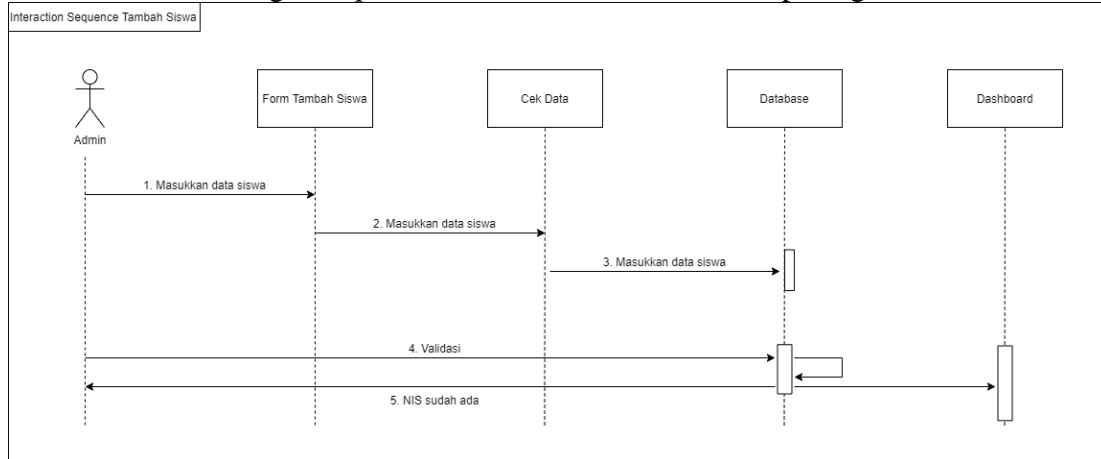 Interaction Sequence Tambah Siswa
Form Tambah Siswa
Cek Data
Database
Dashboard
Admin
1. Masukkan data siswa
2. Masukkan data siswa
3. Masukkan data siswa
4. Validasi
5. NIS sudah ada